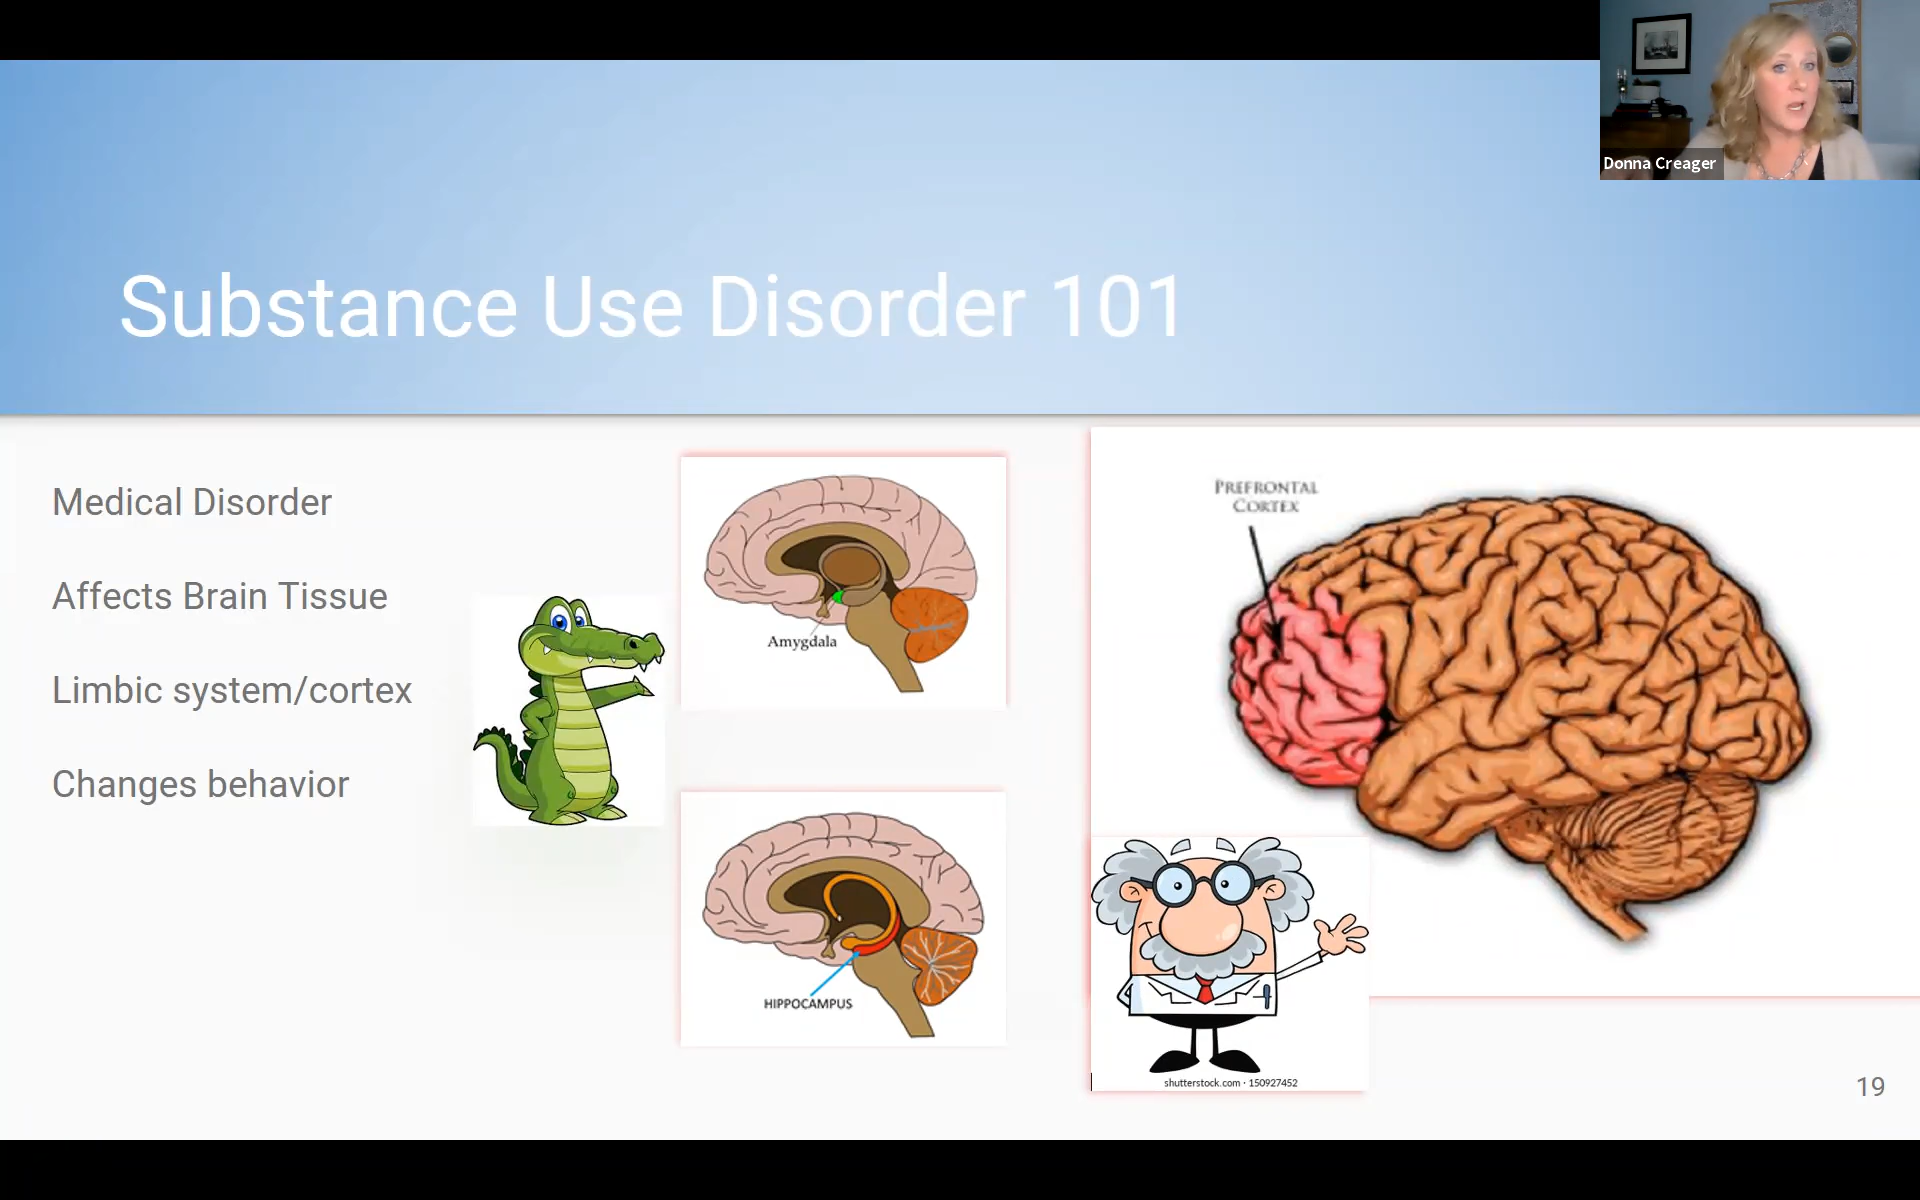 Donna Creager
Substance Use Disorder 101
Medical Disorder
Affects Brain Tissue
Limbic system/cortex
Changes behavior
Amygdala
HIPPOCAMPUS
PREFRONTAL
CORTEX
shutterstock.com · 150927452
19